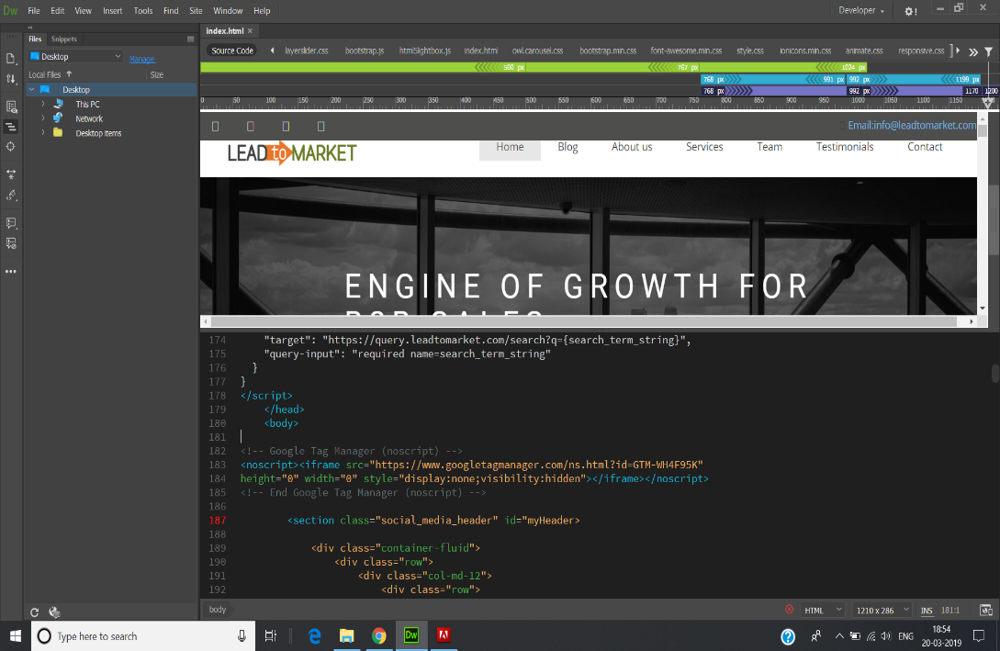 Dw File Edit View Insert Tools Find Site Window Help Developer
Files Snippets
Desktop Manage
Local Files Size
Desktop
This PC
Network
Desktop items
index.html
Source Code layerslider.css bootstrap.js html5lightbox.js index.html owl.carousel.css bootstrap.min.css font-awesome.min.css style.css ionicons.min.css animate.css responsive.css
500 px 767 px 1024 px
768 px 991 px 992 px 1199 px
768 px 992 px 1170 px 1200
0 50 100 150 200 250 300 350 400 450 500 550 600 650 700 750 800 850 900 950 1000 1050 1100 1150
Email:info@leadtomarket.com
LEAD to MARKET Home Blog About us Services Team Testimonials Contact
ENGINE OF GROWTH FOR
B2B SALES
174 "target": "https://query.leadtomarket.com/search?q={search_term_string}",
175 "query-input": "required name=search_term_string"
176 }
177 }
178 </script>
179 </head>
180 <body>
181
182 <!-- Google Tag Manager (noscript) -->
183 <noscript><iframe src="https://www.googletagmanager.com/ns.html?id=GTM-WH4F95K"
184 height="0" width="0" style="display:none;visibility:hidden"></iframe></noscript>
185 <!-- End Google Tag Manager (noscript) -->
186
187 <section class="social_media_header" id="myHeader>
188
189 <div class="container-fluid">
190 <div class="row">
191 <div class="col-md-12">
192 <div class="row">
body HTML 1210 x 286 INS 181:1
Type here to search Dw ENG 18:54
20-03-2019